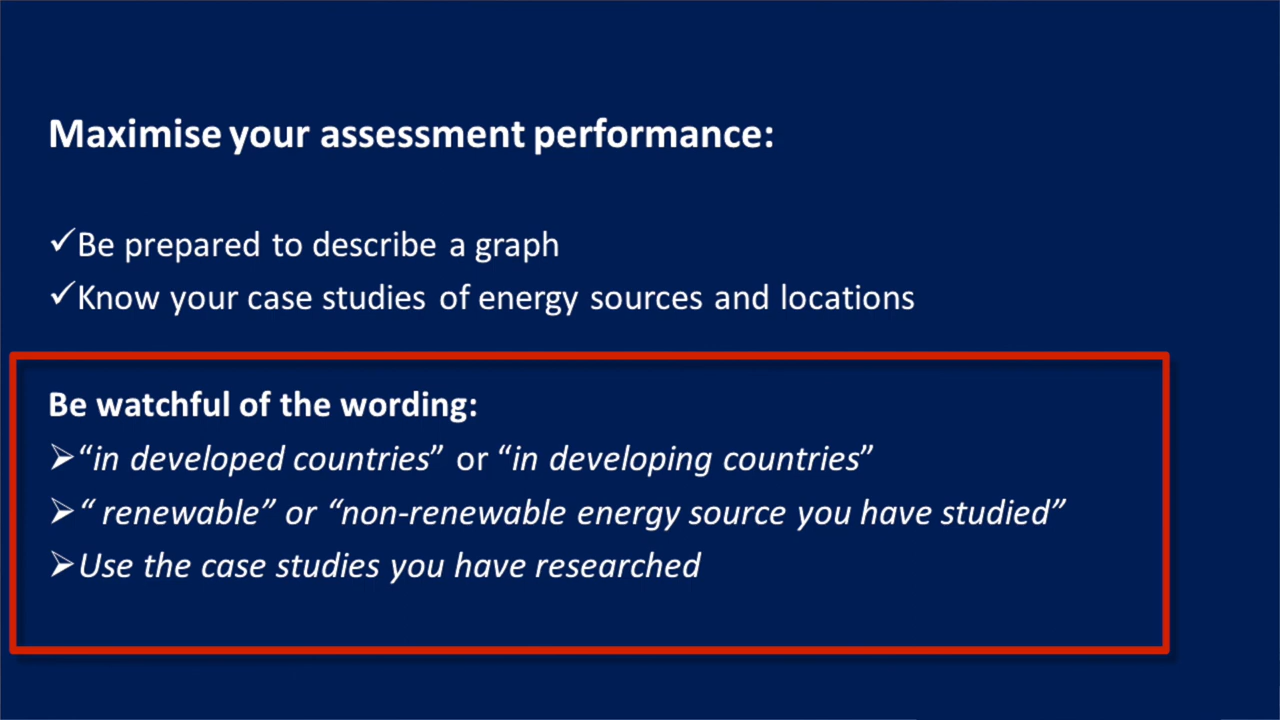 Maximise your assessment performance:
✓Be prepared to describe a graph
✓Know your case studies of energy sources and locations
Be watchful of the wording:
➢“in developed countries” or “in developing countries”
➢“ renewable” or “non-renewable energy source you have studied”
➢Use the case studies you have researched